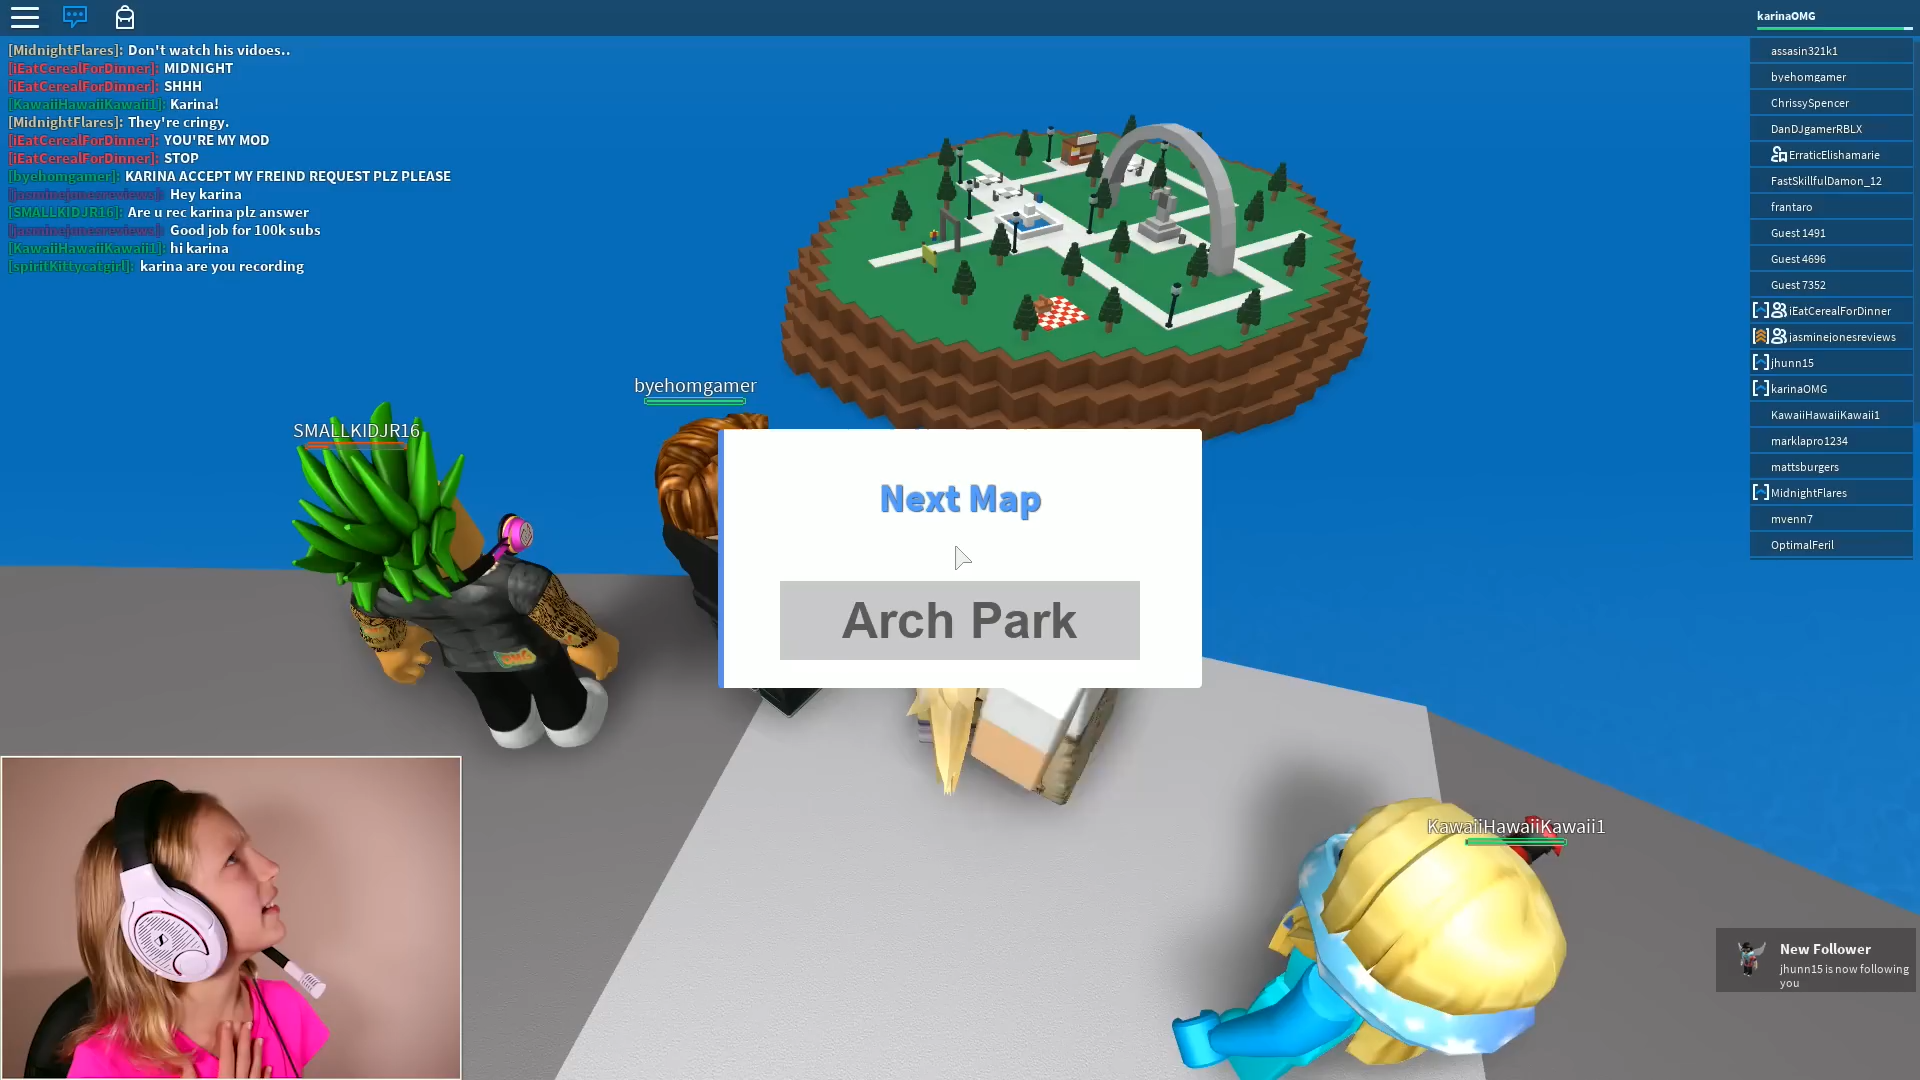 karinaOMG
[MidnightFlares]: Don't watch his vidoes..
[iEatCerealForDinner]: MIDNIGHT
[iEatCerealForDinner]: SHHH
[KawaiiHawaiiKawaii1]: Karina!
[MidnightFlares]: They're cringy.
[iEatCerealForDinner]: YOU'RE MY MOD
[iEatCerealForDinner]: STOP
[byehomgamer]: KARINA ACCEPT MY FREIND REQUEST PLZ PLEASE
[jasminejonesreviews]: Hey karina
[SMALLKIDJR16]: Are u rec karina plz answer
[jasminejonesreviews]: Good job for 100k subs
[KawaiiHawaiiKawaii1]: hi karina
[spiritKittycatgirl]: karina are you recording
assasin321k1
byehomgamer
ChrissySpencer
DanDJgamerRBLX
ErraticElishamarie
FastSkillfulDamon_12
frantaro
Guest 1491
Guest 4696
Guest 7352
iEatCerealForDinner
jasminejonesreviews
jhunn15
karinaOMG
KawaiiHawaiiKawaii1
marklapro1234
mattsburgers
MidnightFlares
mvenn7
OptimalFeril
byehomgamer
SMALLKIDJR16
Next Map
Arch Park
OMG
KawaiiHawaiiKawaii1
New Follower
jhunn15 is now following
you